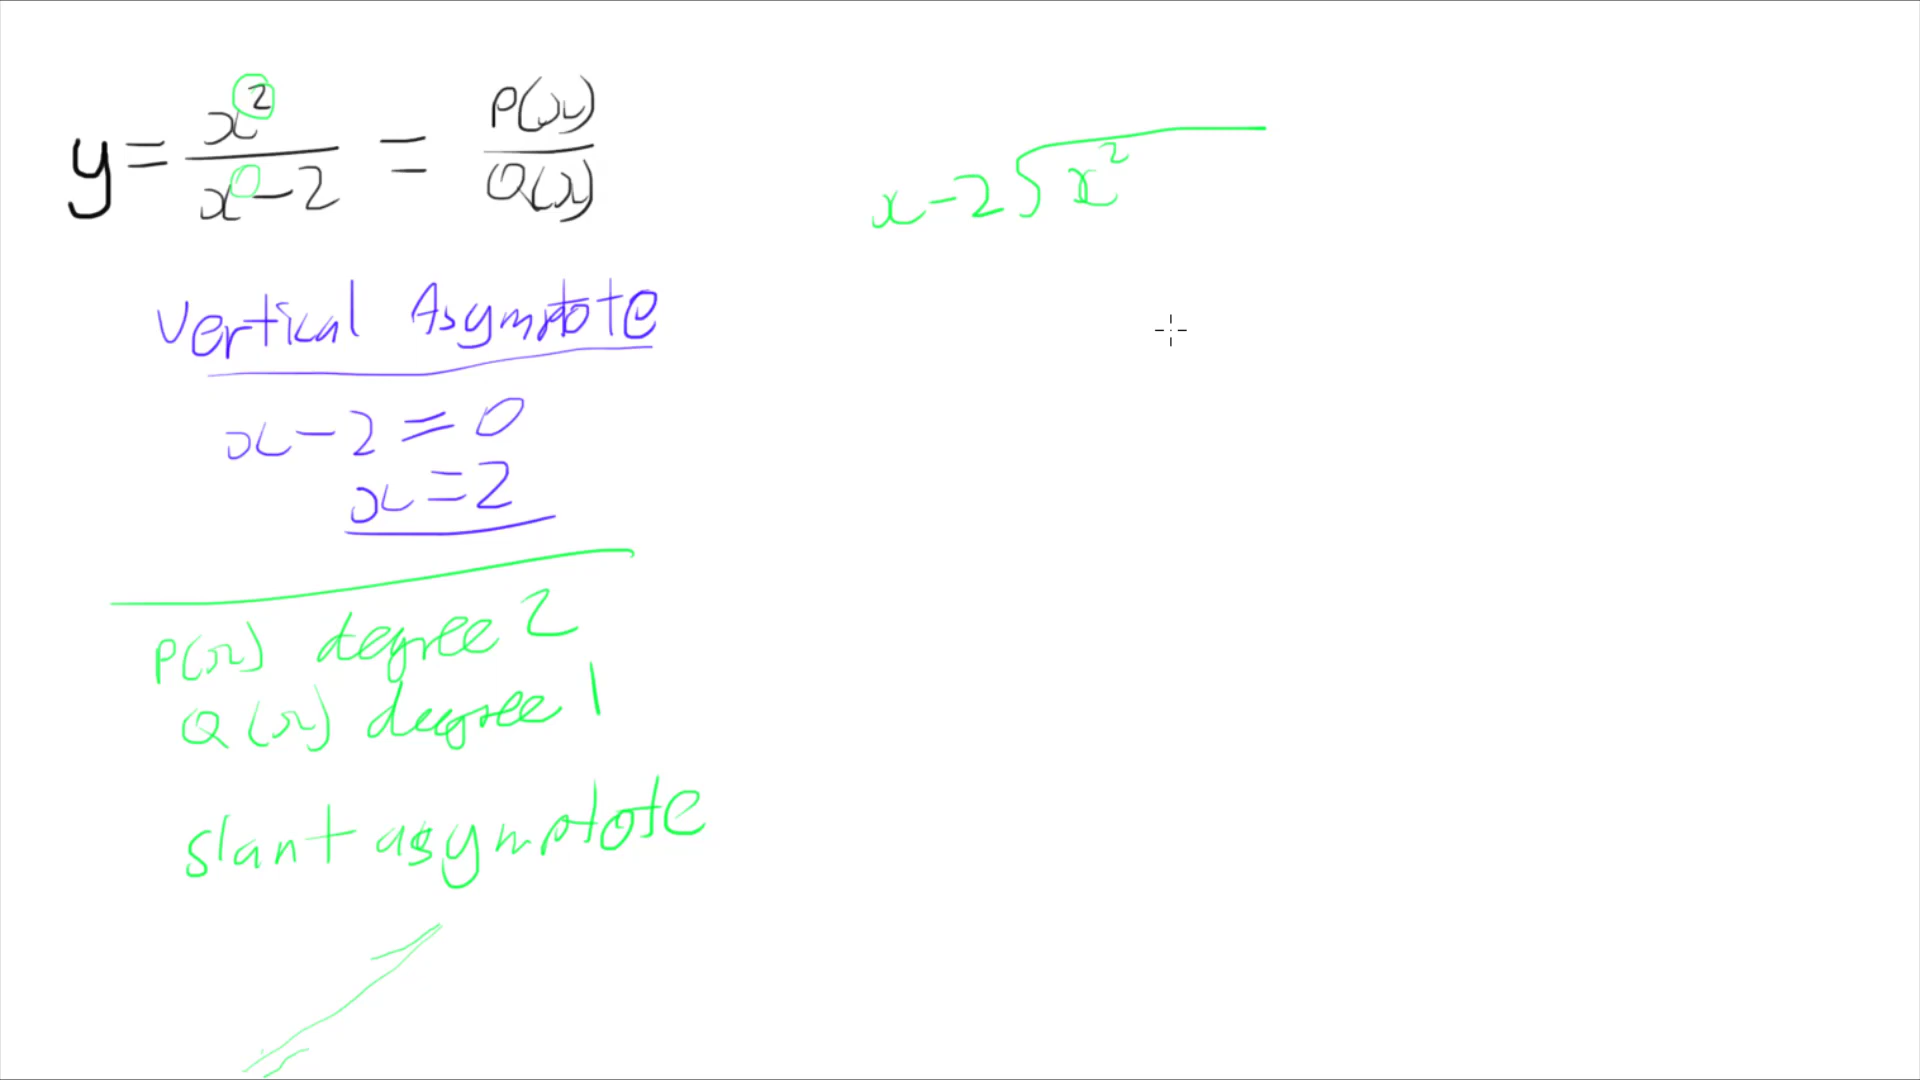 y = x²/(x - 2) = P(x)/Q(x)
Vertical Asymptote
x - 2 = 0
x = 2
P(x) degree 2
Q(x) degree 1
slant asymptote
x - 2 √x²